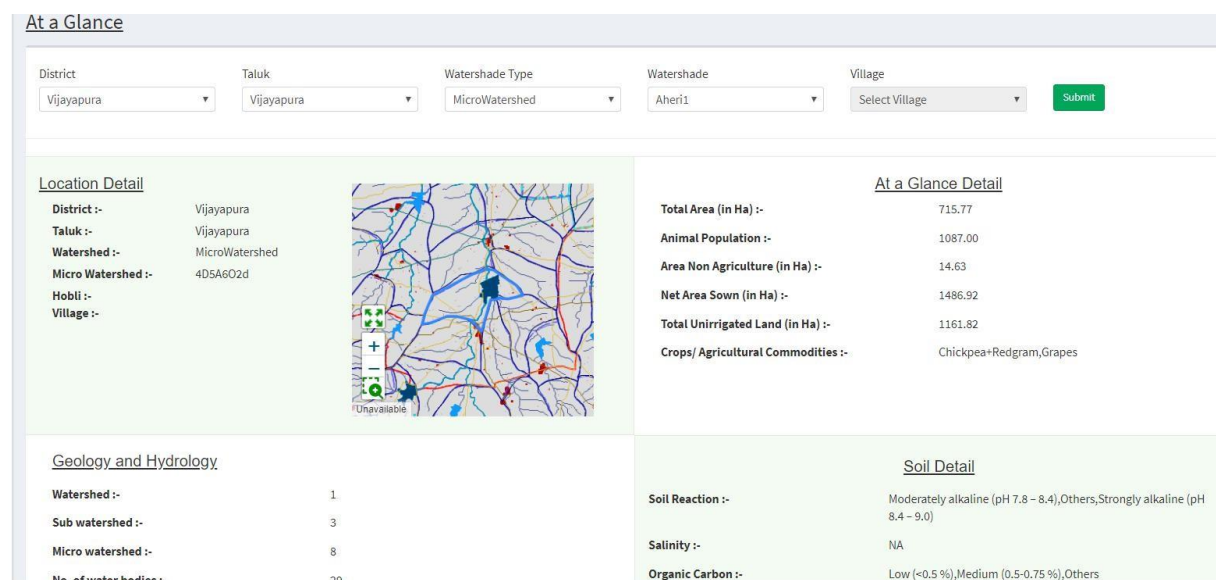 At a Glance
District Taluk Watershade Type Watershade Village
Vijayapura Vijayapura MicroWatershed Aheri1 Select Village Submit
Location Detail
District :- Vijayapura
Taluk :- Vijayapura
Watershed :- MicroWatershed
Micro Watershed :- 4D5A6O2d
Hobli :-
Village :-
+
−
Unavailable
At a Glance Detail
Total Area (in Ha) :- 715.77
Animal Population :- 1087.00
Area Non Agriculture (in Ha) :- 14.63
Net Area Sown (in Ha) :- 1486.92
Total Unirrigated Land (in Ha) :- 1161.82
Crops/ Agricultural Commodities :- Chickpea+Redgram,Grapes
Geology and Hydrology
Watershed :- 1
Sub watershed :- 3
Micro watershed :- 8
No. of water bodies :-
Soil Detail
Soil Reaction :- Moderately alkaline (pH 7.8 – 8.4),Others,Strongly alkaline (pH
8.4 – 9.0)
Salinity :- NA
Organic Carbon :- Low (<0.5 %),Medium (0.5-0.75 %),Others